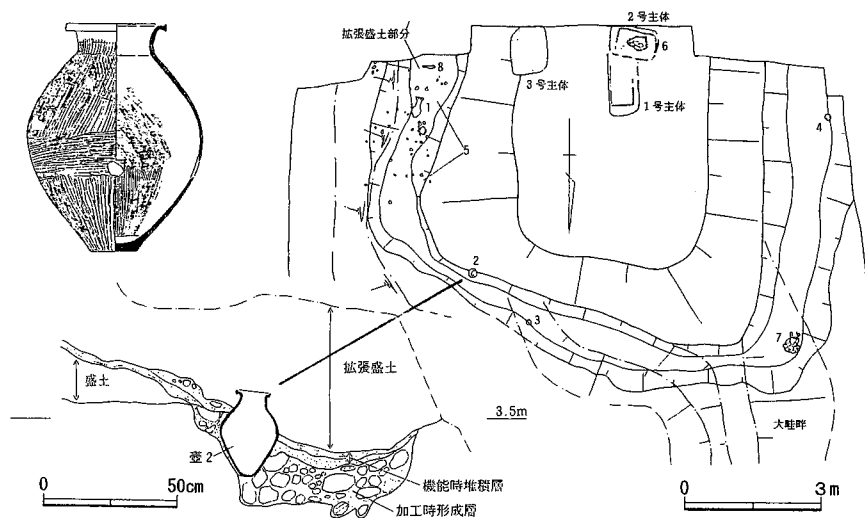 拡張盛土部分
8
1
5
3号主体
2号主体
6
1号主体
4
2
3
7
大畦畔
盛土
拡張盛土
3.5m
壺2
機能時堆積層
加工時形成層
0 50cm
0 3m